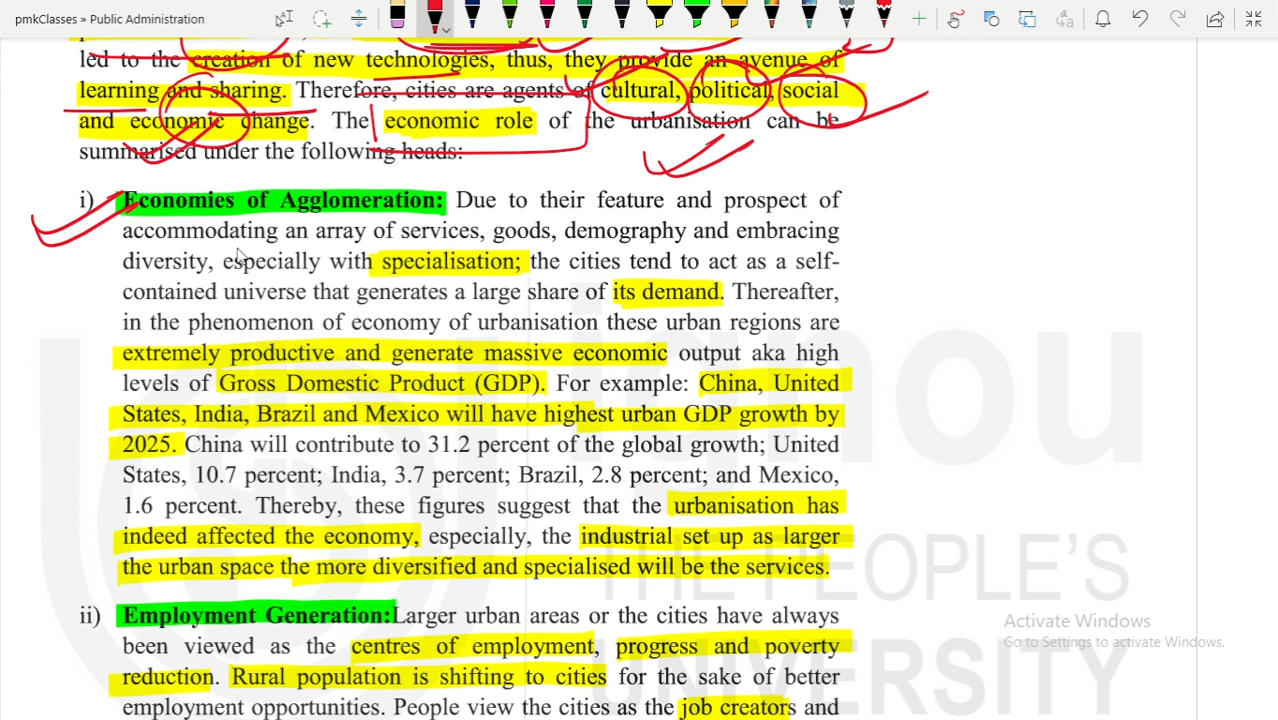 pmkClasses » Public Administration
led to the creation of new technologies, thus, they provide an avenue of
learning and sharing. Therefore, cities are agents of cultural, political, social
and economic change. The economic role of the urbanisation can be
summarised under the following heads:
i) Economies of Agglomeration: Due to their feature and prospect of
accommodating an array of services, goods, demography and embracing
diversity, especially with specialisation; the cities tend to act as a self-
contained universe that generates a large share of its demand. Thereafter,
in the phenomenon of economy of urbanisation these urban regions are
extremely productive and generate massive economic output aka high
levels of Gross Domestic Product (GDP). For example: China, United
States, India, Brazil and Mexico will have highest urban GDP growth by
2025. China will contribute to 31.2 percent of the global growth; United
States, 10.7 percent; India, 3.7 percent; Brazil, 2.8 percent; and Mexico,
1.6 percent. Thereby, these figures suggest that the urbanisation has
indeed affected the economy, especially, the industrial set up as larger
the urban space the more diversified and specialised will be the services.
ii) Employment Generation:Larger urban areas or the cities have always
been viewed as the centres of employment, progress and poverty
reduction. Rural population is shifting to cities for the sake of better
employment opportunities. People view the cities as the job creators and
ignou
THE PEOPLE'S
UNIVERSITY
Activate Windows
Go to Settings to activate Windows.